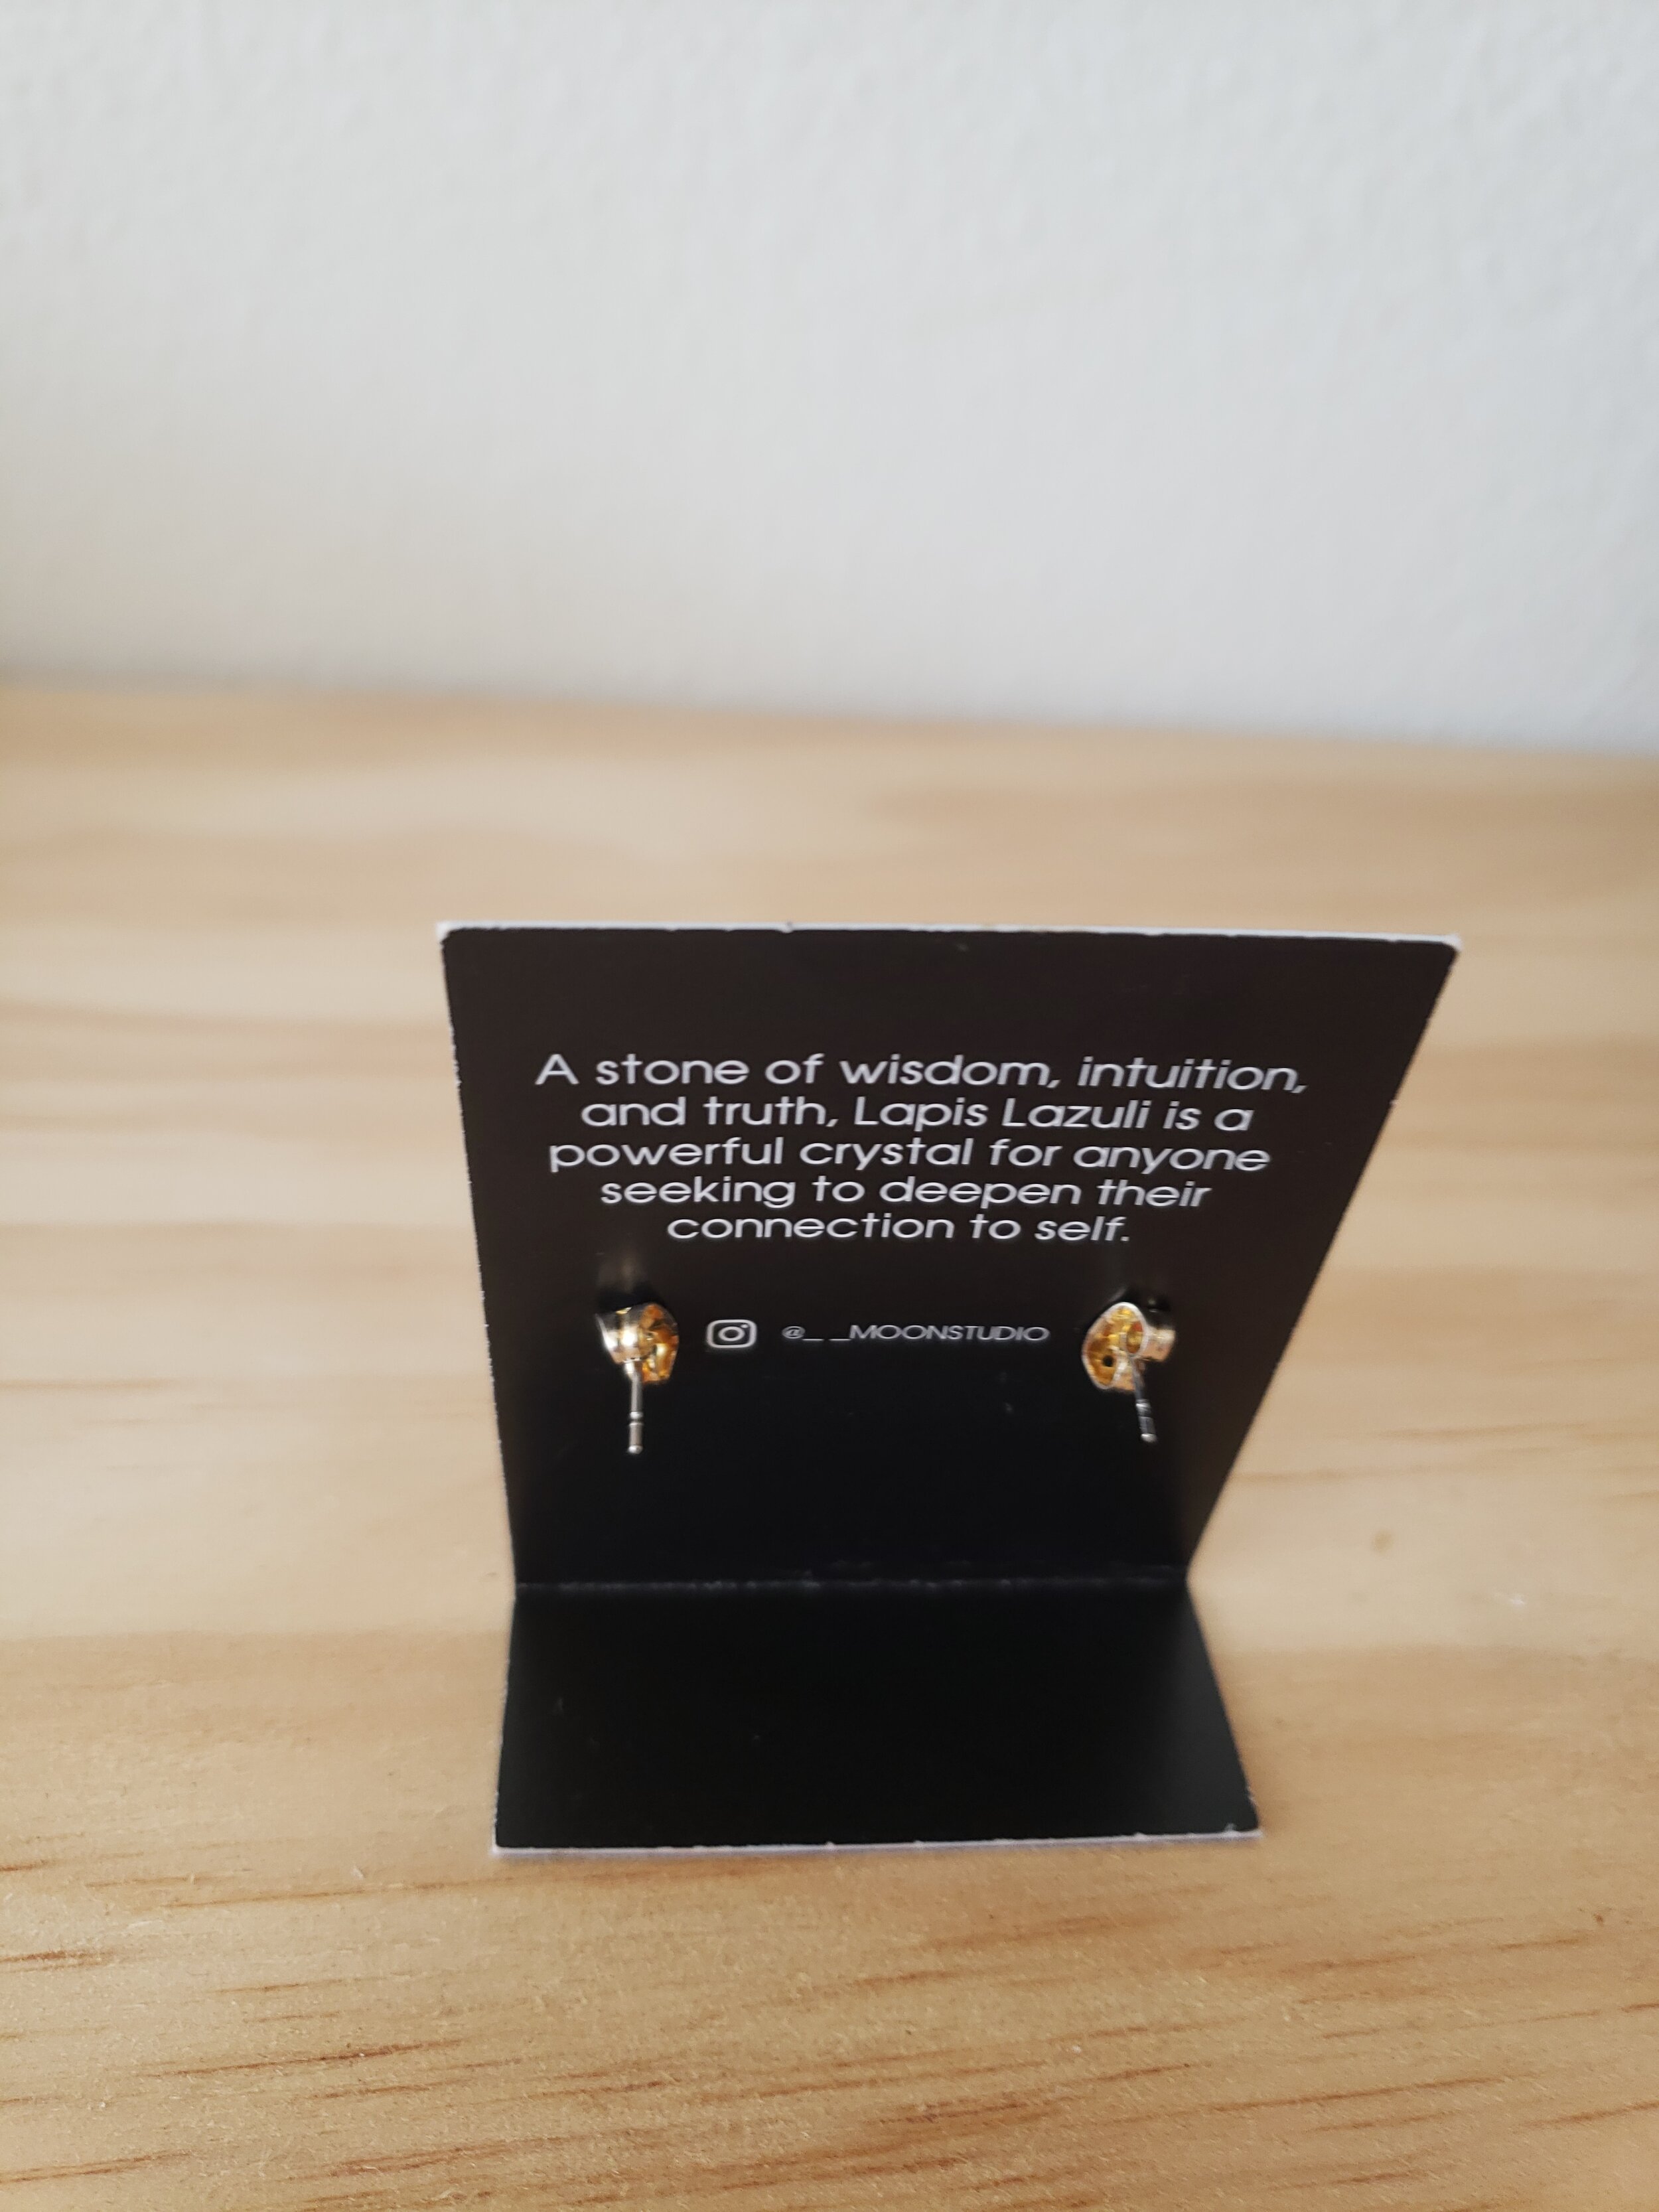 A stone of wisdom, intuition,
and truth, Lapis Lazuli is a
powerful crystal for anyone
seeking to deepen their
connection to self.
@_ _MOONSTUDIO